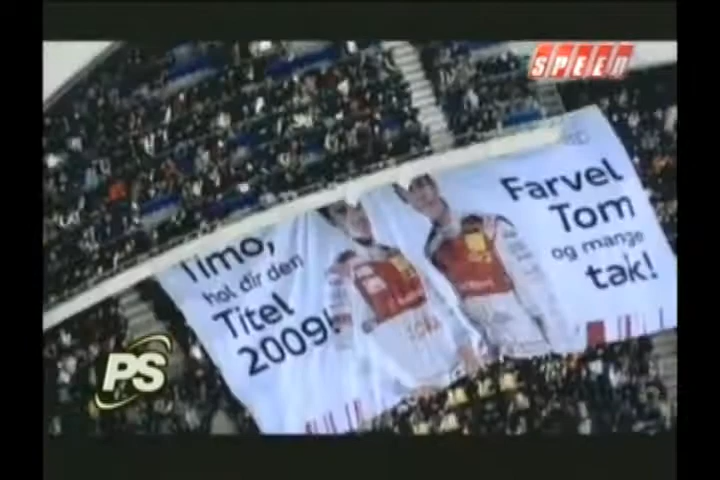 SPEED
Timo,
hol dir den
Titel
2009!
Farvel
Tom
og mange
tak!
PS